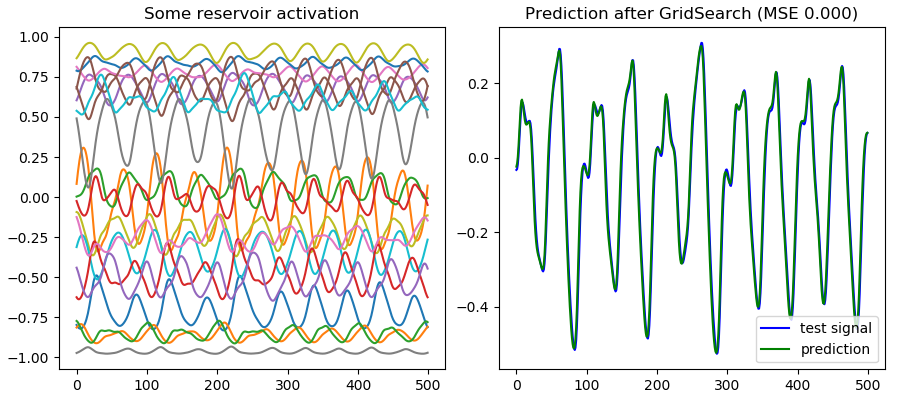 Some reservoir activation
1.00
0.75
0.50
0.25
0.00
−0.25
−0.50
−0.75
−1.00
0 100 200 300 400 500
Prediction after GridSearch (MSE 0.000)
0.2
0.0
−0.2
−0.4
test signal
prediction
0 100 200 300 400 500